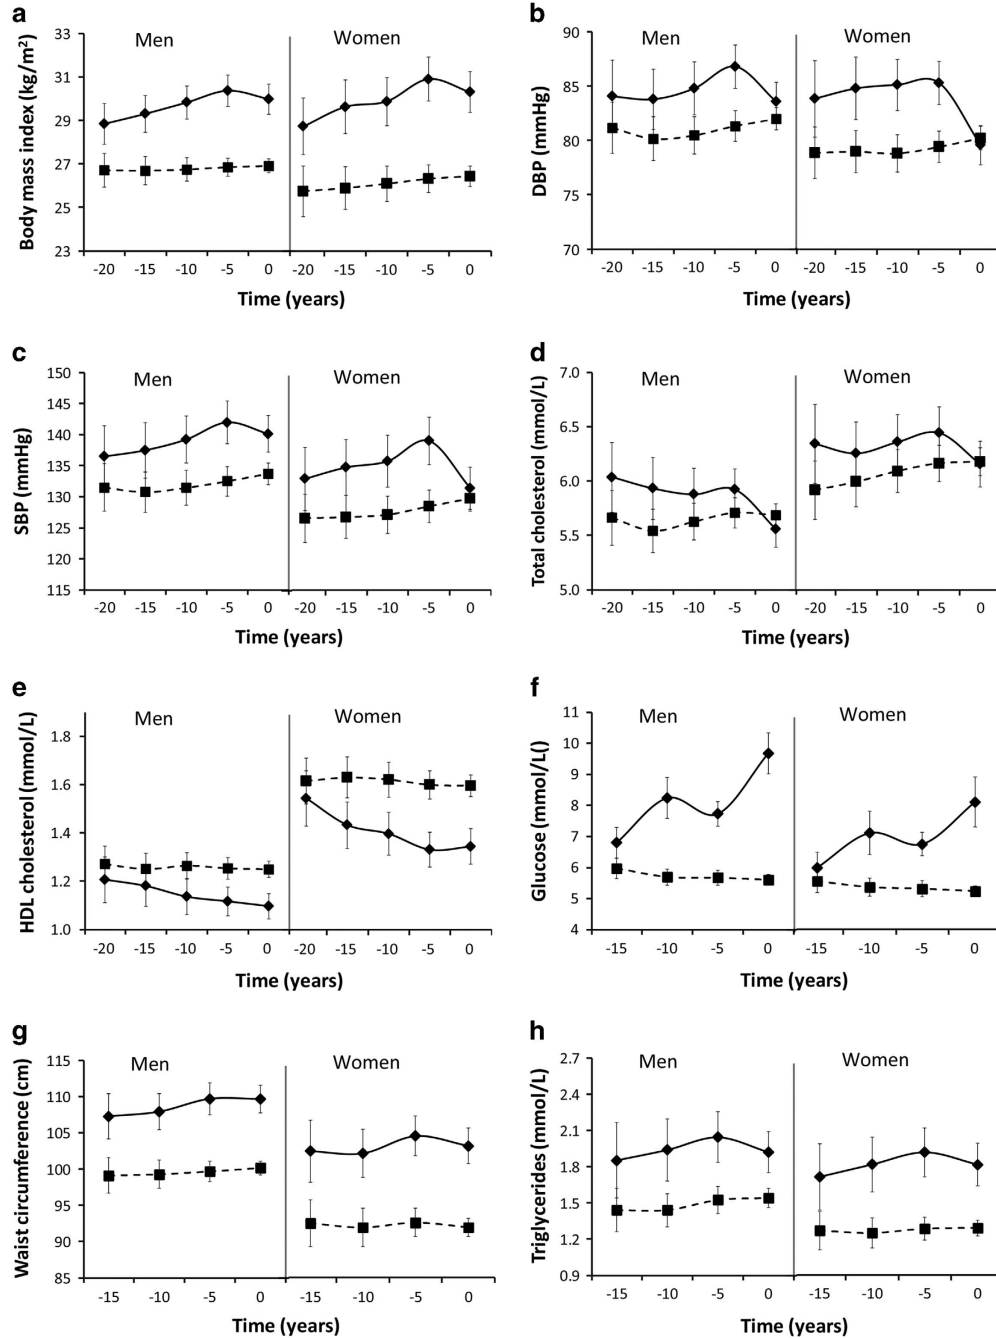 a
Body mass index (kg/m²)
33
31
29
27
25
23
Men
Women
-20 -15 -10 -5 0 -20 -15 -10 -5 0
Time (years)
b
DBP (mmHg)
90
85
80
75
70
Men
Women
-20 -15 -10 -5 0 -20 -15 -10 -5 0
Time (years)
c
SBP (mmHg)
150
145
140
135
130
125
120
115
Men
Women
-20 -15 -10 -5 0 -20 -15 -10 -5 0
Time (years)
d
Total cholesterol (mmol/L)
7.0
6.5
6.0
5.5
5.0
Men
Women
-20 -15 -10 -5 0 -20 -15 -10 -5 0
Time (years)
e
HDL cholesterol (mmol/L)
1.8
1.6
1.4
1.2
1.0
Men
Women
-20 -15 -10 -5 0 -20 -15 -10 -5 0
Time (years)
f
Glucose (mmol/L()
11
10
9
8
7
6
5
4
Men
Women
-15 -10 -5 0 -15 -10 -5 0
Time (years)
g
Waist circumference (cm)
115
110
105
100
95
90
85
Men
Women
-15 -10 -5 0 -15 -10 -5 0
Time (years)
h
Triglycerides (mmol/L)
2.7
2.4
2.1
1.8
1.5
1.2
0.9
Men
Women
-15 -10 -5 0 -15 -10 -5 0
Time (years)